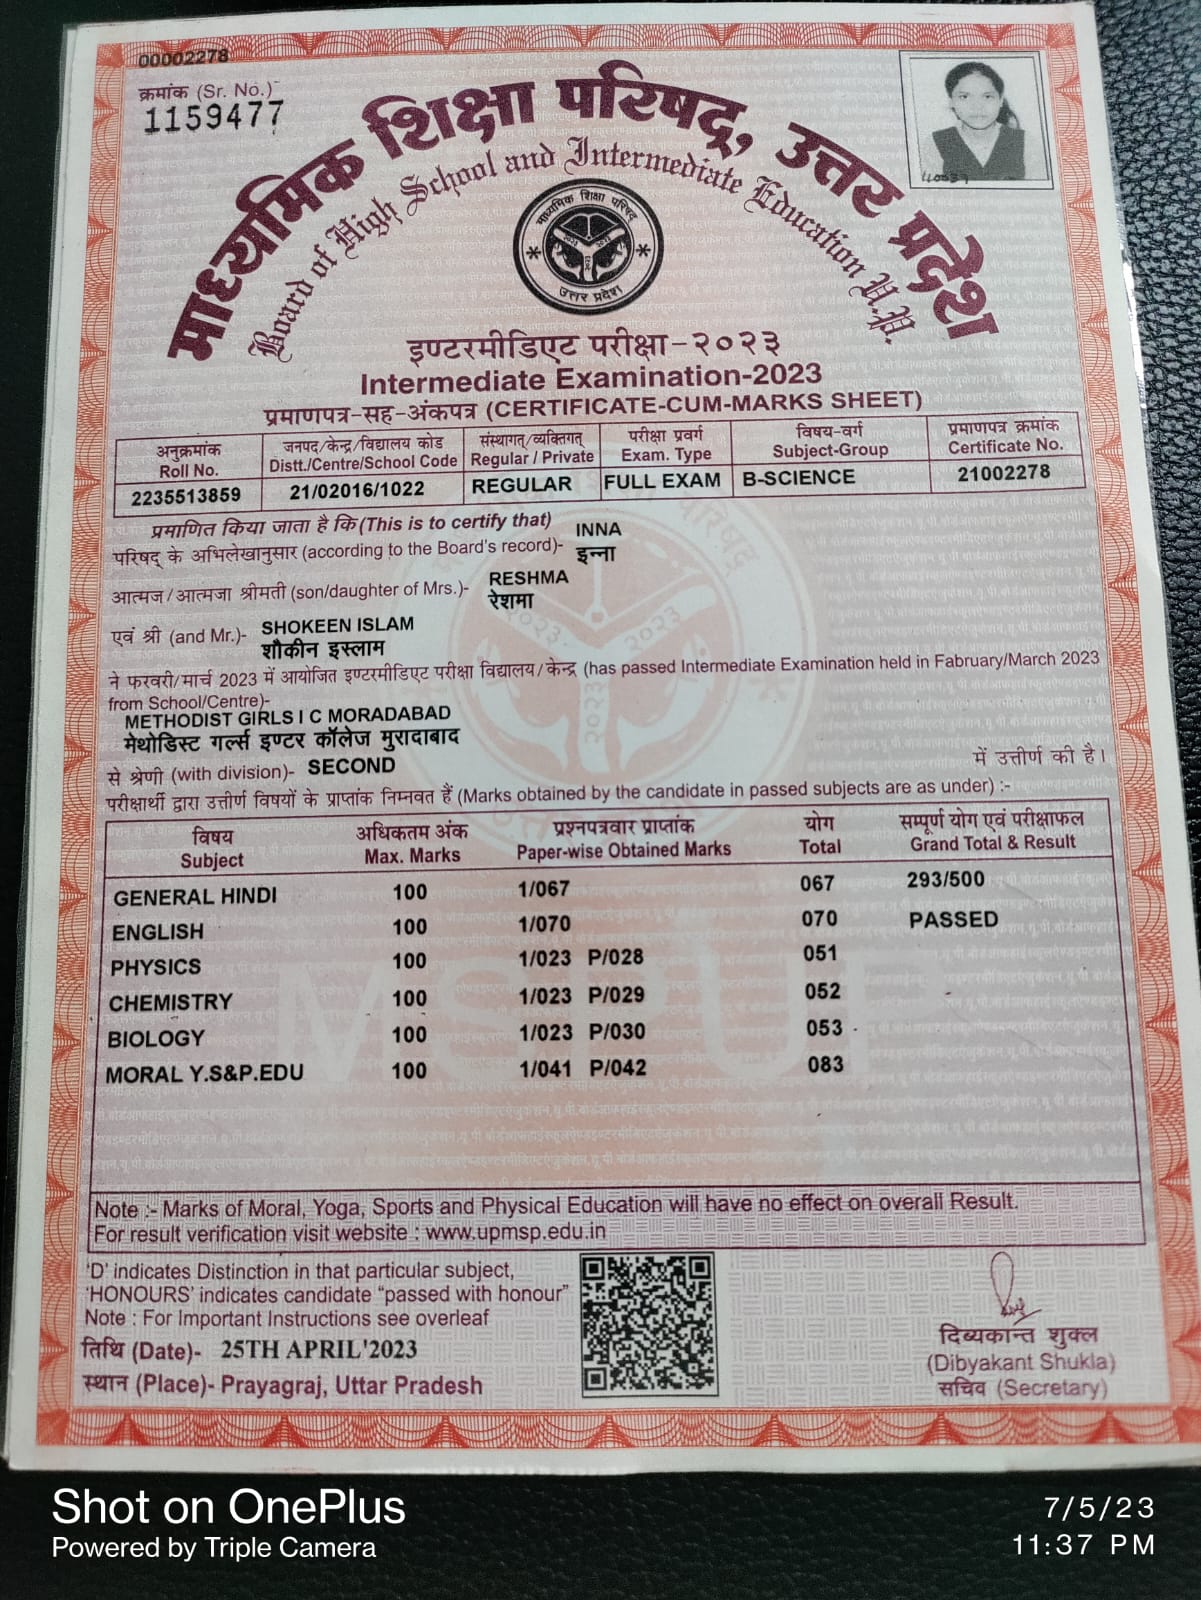 00002278
क्रमांक (Sr. No.)
1159477
माध्यमिक शिक्षा परिषद्, उत्तर प्रदेश
Board of High School and Intermediate Education U.P.
माध्यमिक शिक्षा परिषद्
उत्तर प्रदेश
इण्टरमीडिएट परीक्षा-२०२३
Intermediate Examination-2023
प्रमाणपत्र-सह-अंकपत्र (CERTIFICATE-CUM-MARKS SHEET)
अनुक्रमांक जनपद/केन्द्र/विद्यालय कोड संस्थागत/व्यक्तिगत परीक्षा प्रवर्ग विषय-वर्ग प्रमाणपत्र क्रमांक
Roll No. Distt./Centre/School Code Regular / Private Exam. Type Subject-Group Certificate No.
2235513859 21/02016/1022 REGULAR FULL EXAM B-SCIENCE 21002278
प्रमाणित किया जाता है कि (This is to certify that) INNA
परिषद् के अभिलेखानुसार (according to the Board's record)- इन्ना
RESHMA
आत्मज/आत्मजा श्रीमती (son/daughter of Mrs.)- रेशमा
एवं श्री (and Mr.)- SHOKEEN ISLAM
शौकीन इस्लाम
ने फरवरी/मार्च 2023 में आयोजित इण्टरमीडिएट परीक्षा विद्यालय/केन्द्र (has passed Intermediate Examination held in Fabruary/March 2023
from School/Centre)-
METHODIST GIRLS I C MORADABAD
मेथोडिस्ट गर्ल्स इण्टर कॉलेज मुरादाबाद
से श्रेणी (with division)- SECOND में उत्तीर्ण की है।
परीक्षार्थी द्वारा उत्तीर्ण विषयों के प्राप्तांक निम्नवत हैं (Marks obtained by the candidate in passed subjects are as under) :-
विषय अधिकतम अंक प्रश्नपत्रवार प्राप्तांक योग सम्पूर्ण योग एवं परीक्षाफल
Subject Max. Marks Paper-wise Obtained Marks Total Grand Total & Result
GENERAL HINDI 100 1/067 067 293/500
ENGLISH 100 1/070 070 PASSED
PHYSICS 100 1/023 P/028 051
CHEMISTRY 100 1/023 P/029 052
BIOLOGY 100 1/023 P/030 053
MORAL Y.S&P.EDU 100 1/041 P/042 083
Note :- Marks of Moral, Yoga, Sports and Physical Education will have no effect on overall Result.
For result verification visit website : www.upmsp.edu.in
'D' indicates Distinction in that particular subject,
'HONOURS' indicates candidate "passed with honour"
Note : For Important Instructions see overleaf
तिथि (Date)- 25TH APRIL'2023
स्थान (Place)- Prayagraj, Uttar Pradesh
दिब्यकान्त शुक्ल
(Dibyakant Shukla)
सचिव (Secretary)
Shot on OnePlus
Powered by Triple Camera
7/5/23
11:37 PM